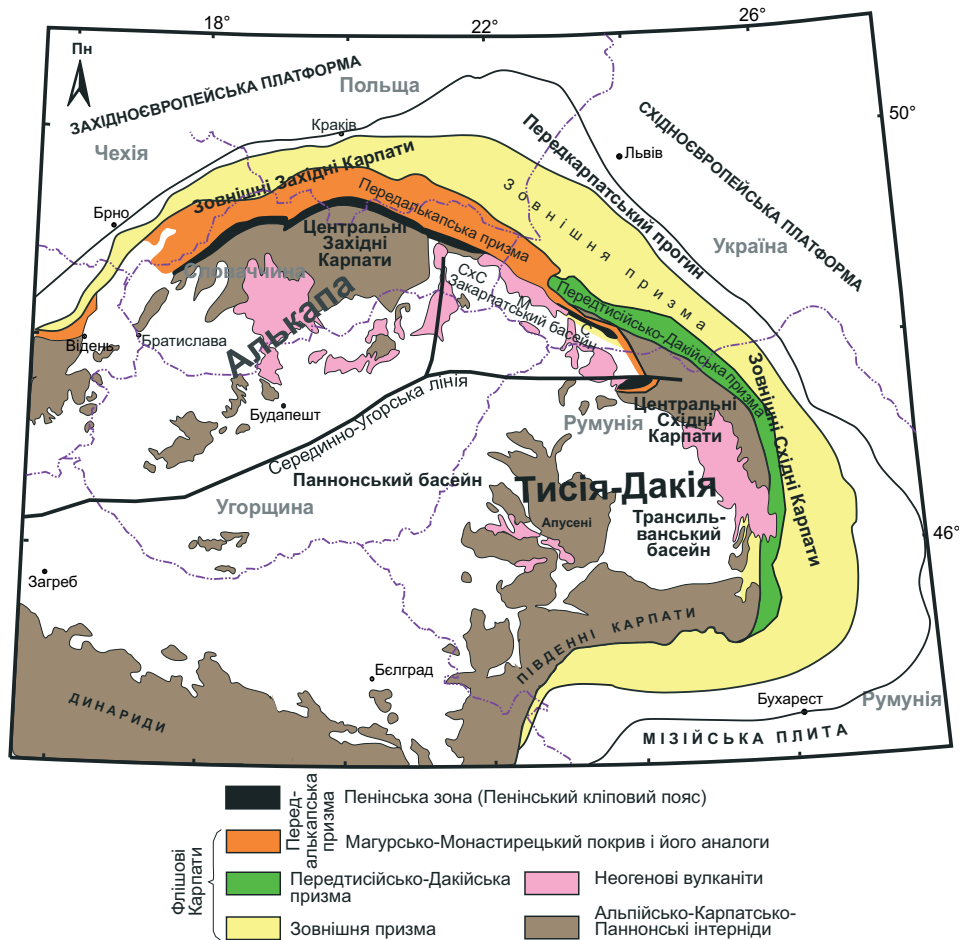 18°
22°
26°
50°
46°
Пн
ЗАХІДНОЄВРОПЕЙСЬКА ПЛАТФОРМА
Польща
СХІДНОЄВРОПЕЙСЬКА ПЛАТФОРМА
Краків
Чехія
Передкарпатський прогин
Львів
Зовнішні Західні Карпати
Зовнішня призма
Брно
Передалькапська призма
Україна
Центральні
Західні
Карпати
Словаччина
СхС
М
С
Закарпатський басейн
Передтисійсько-Дакійська призма
Алькапа
Відень
Братислава
Зовнішні Східні Карпати
Будапешт
Серединно-Угорська лінія
Румунія
Центральні
Східні
Карпати
Паннонський басейн
Тисія-Дакія
Угорщина
Апусені
Трансиль-
ванський
басейн
Загреб
ПІВДЕННІ КАРПАТИ
Бєлград
ДИНАРИДИ
Бухарест
Румунія
МІЗІЙСЬКА ПЛИТА
Перед-
алькапська
призма
Пенінська зона (Пенінський кліповий пояс)
Магурсько-Монастирецький покрив і його аналоги
Флішові
Карпати
Передтисійсько-Дакійська
призма
Неогенові вулканіти
Зовнішня призма
Альпійсько-Карпатсько-
Паннонські інтерніди